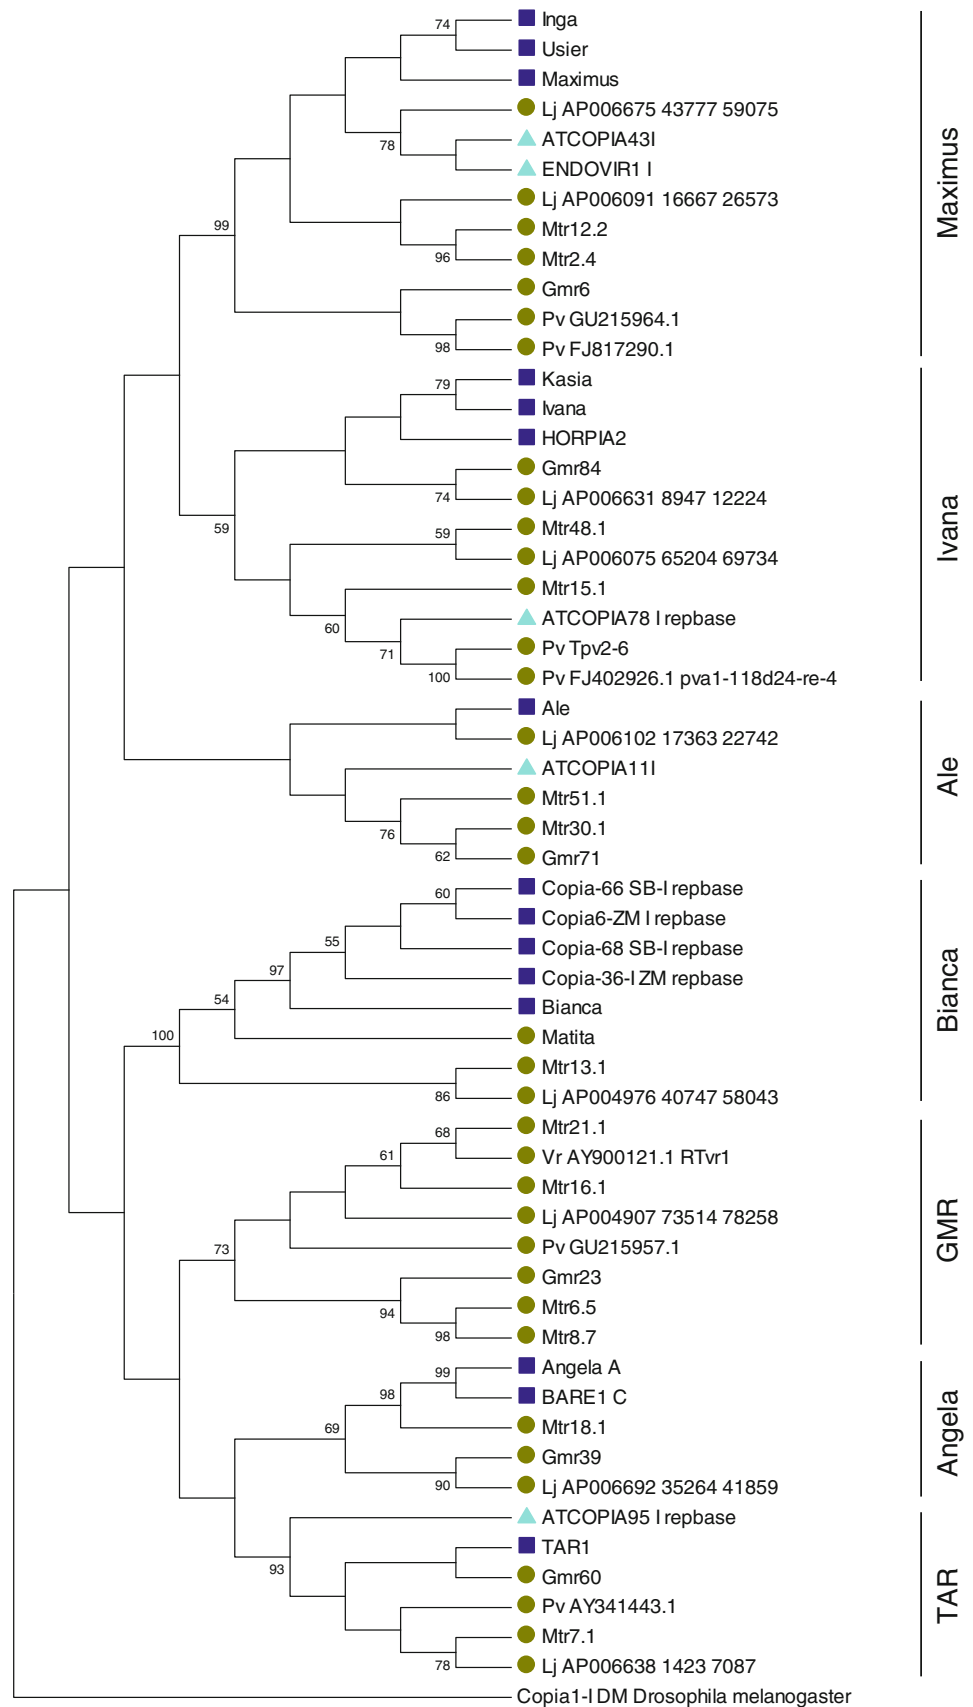 74
Inga
Usier
Maximus
Lj AP006675 43777 59075
78
ATCOPIA43I
ENDOVIR1 I
Lj AP006091 16667 26573
99
Mtr12.2
96
Mtr2.4
Gmr6
Pv GU215964.1
98
Pv FJ817290.1
Maximus
79
Kasia
Ivana
HORPIA2
Gmr84
74
Lj AP006631 8947 12224
59
59
Mtr48.1
Lj AP006075 65204 69734
Mtr15.1
60
ATCOPIA78 I repbase
71
Pv Tpv2-6
100
Pv FJ402926.1 pva1-118d24-re-4
Ivana
Ale
Lj AP006102 17363 22742
ATCOPIA11I
Mtr51.1
76
Mtr30.1
62
Gmr71
Ale
60
Copia-66 SB-I repbase
Copia6-ZM I repbase
55
Copia-68 SB-I repbase
97
Copia-36-I ZM repbase
54
Bianca
100
Matita
Mtr13.1
86
Lj AP004976 40747 58043
Bianca
68
Mtr21.1
61
Vr AY900121.1 RTvr1
Mtr16.1
Lj AP004907 73514 78258
73
Pv GU215957.1
Gmr23
94
Mtr6.5
98
Mtr8.7
GMR
99
Angela A
98
BARE1 C
69
Mtr18.1
Gmr39
90
Lj AP006692 35264 41859
Angela
ATCOPIA95 I repbase
93
TAR1
Gmr60
Pv AY341443.1
Mtr7.1
78
Lj AP006638 1423 7087
TAR
Copia1-I DM Drosophila melanogaster